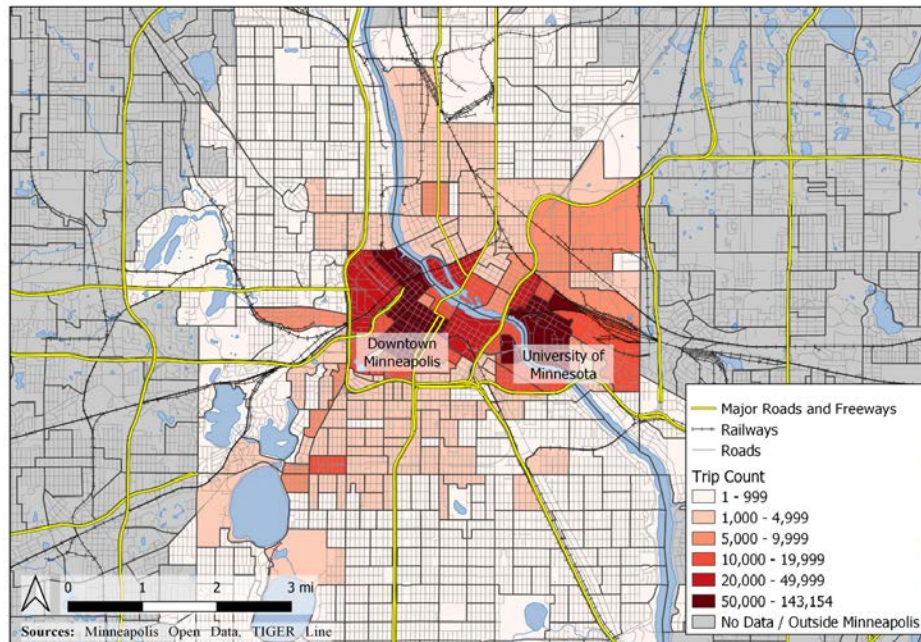 Downtown
Minneapolis
University of
Minnesota
Major Roads and Freeways
Railways
Roads
Trip Count
1 - 999
1,000 - 4,999
5,000 - 9,999
10,000 - 19,999
20,000 - 49,999
50,000 - 143,154
No Data / Outside Minneapolis
0 1 2 3 mi
Sources: Minneapolis Open Data, TIGER Line